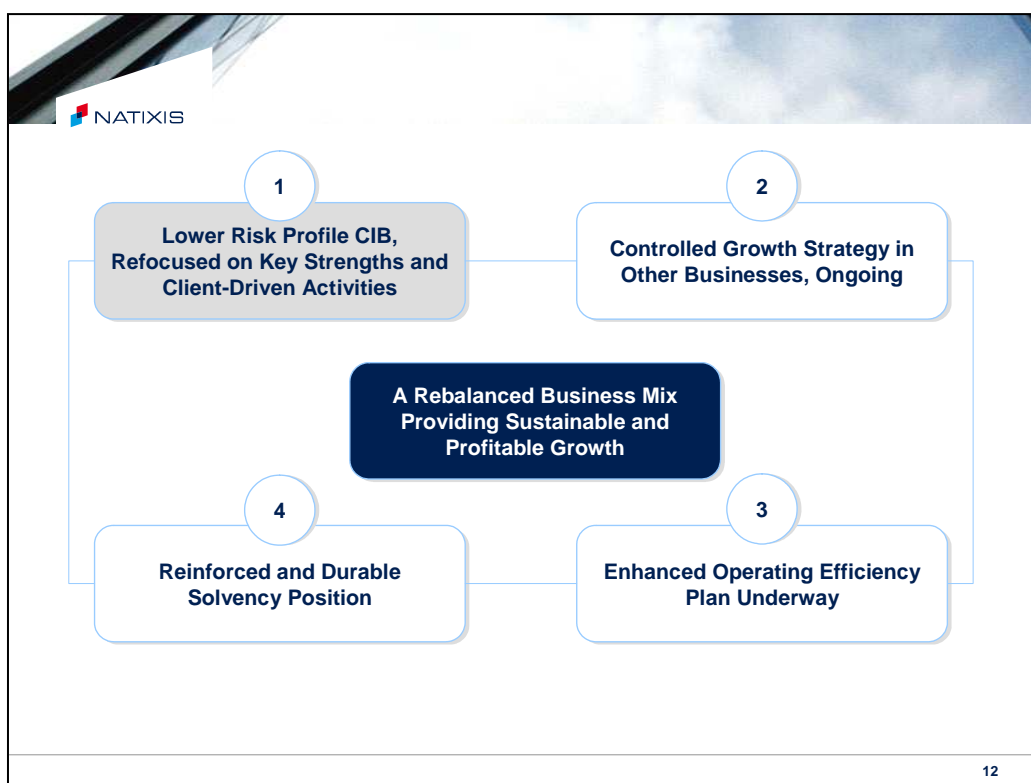 NATIXIS
1
Lower Risk Profile CIB,
Refocused on Key Strengths and
Client-Driven Activities
2
Controlled Growth Strategy in
Other Businesses, Ongoing
A Rebalanced Business Mix
Providing Sustainable and
Profitable Growth
4
Reinforced and Durable
Solvency Position
3
Enhanced Operating Efficiency
Plan Underway
12